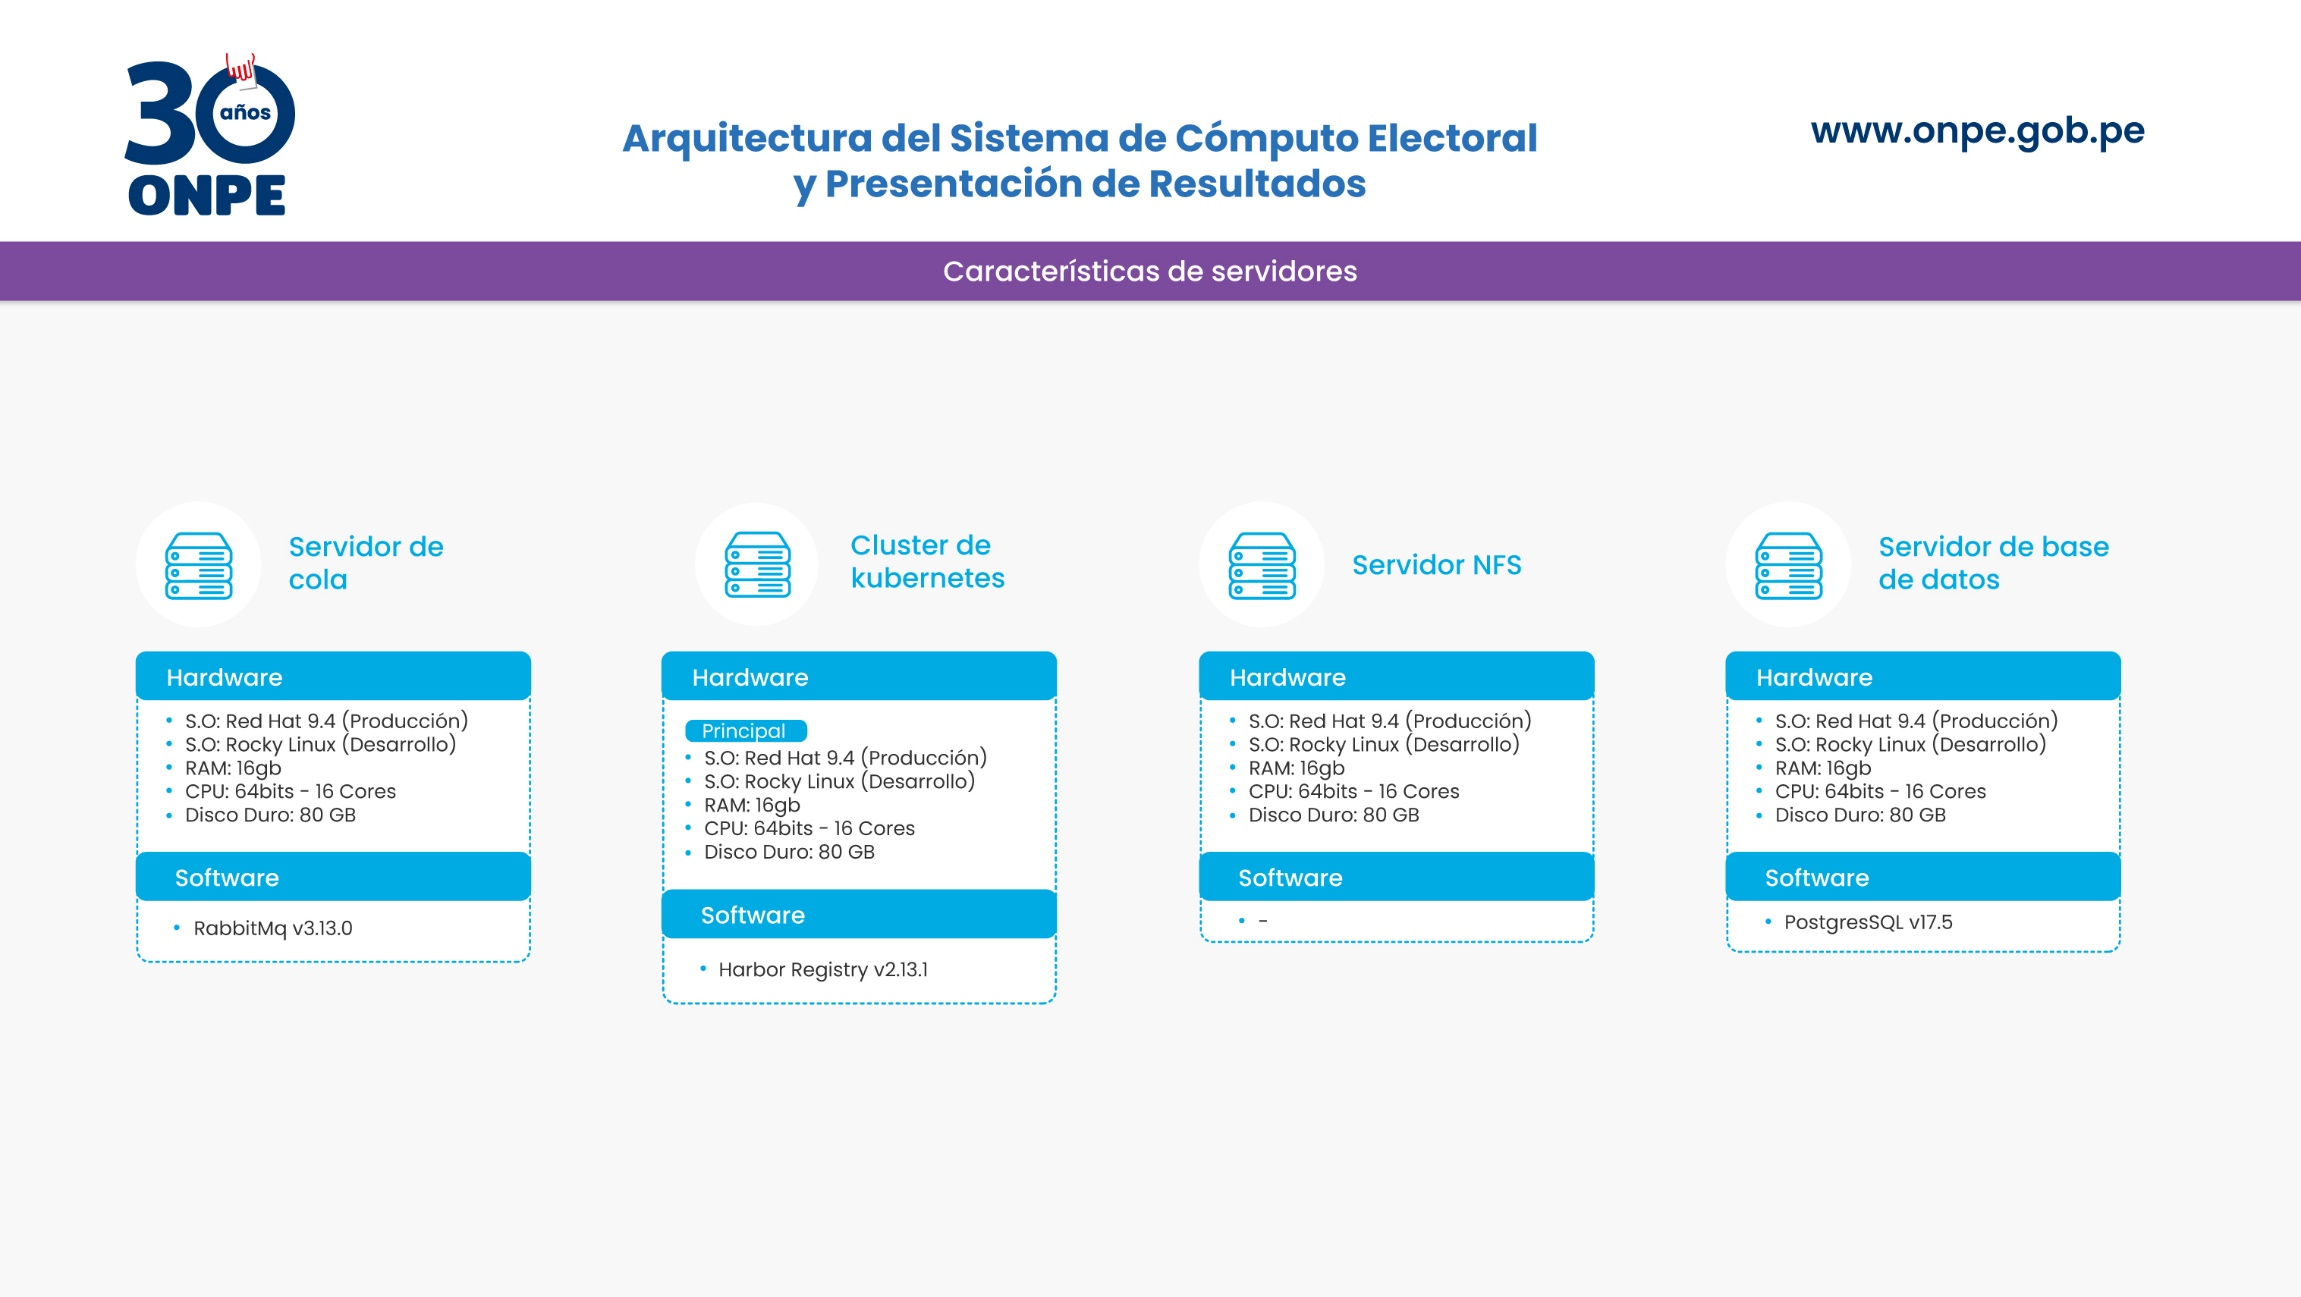 30
años
ONPE
Arquitectura del Sistema de Cómputo Electoral
y Presentación de Resultados
www.onpe.gob.pe
Características de servidores
Servidor de
cola
Hardware
• S.O: Red Hat 9.4 (Producción)
• S.O: Rocky Linux (Desarrollo)
• RAM: 16gb
• CPU: 64bits - 16 Cores
• Disco Duro: 80 GB
Software
• RabbitMq v3.13.0
Cluster de
kubernetes
Hardware
Principal
• S.O: Red Hat 9.4 (Producción)
• S.O: Rocky Linux (Desarrollo)
• RAM: 16gb
• CPU: 64bits - 16 Cores
• Disco Duro: 80 GB
Software
• Harbor Registry v2.13.1
Servidor NFS
Hardware
• S.O: Red Hat 9.4 (Producción)
• S.O: Rocky Linux (Desarrollo)
• RAM: 16gb
• CPU: 64bits - 16 Cores
• Disco Duro: 80 GB
Software
• -
Servidor de base
de datos
Hardware
• S.O: Red Hat 9.4 (Producción)
• S.O: Rocky Linux (Desarrollo)
• RAM: 16gb
• CPU: 64bits - 16 Cores
• Disco Duro: 80 GB
Software
• PostgresSQL v17.5